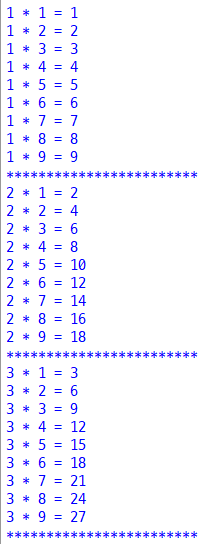 1 * 1 = 1
1 * 2 = 2
1 * 3 = 3
1 * 4 = 4
1 * 5 = 5
1 * 6 = 6
1 * 7 = 7
1 * 8 = 8
1 * 9 = 9
************************
2 * 1 = 2
2 * 2 = 4
2 * 3 = 6
2 * 4 = 8
2 * 5 = 10
2 * 6 = 12
2 * 7 = 14
2 * 8 = 16
2 * 9 = 18
************************
3 * 1 = 3
3 * 2 = 6
3 * 3 = 9
3 * 4 = 12
3 * 5 = 15
3 * 6 = 18
3 * 7 = 21
3 * 8 = 24
3 * 9 = 27
************************